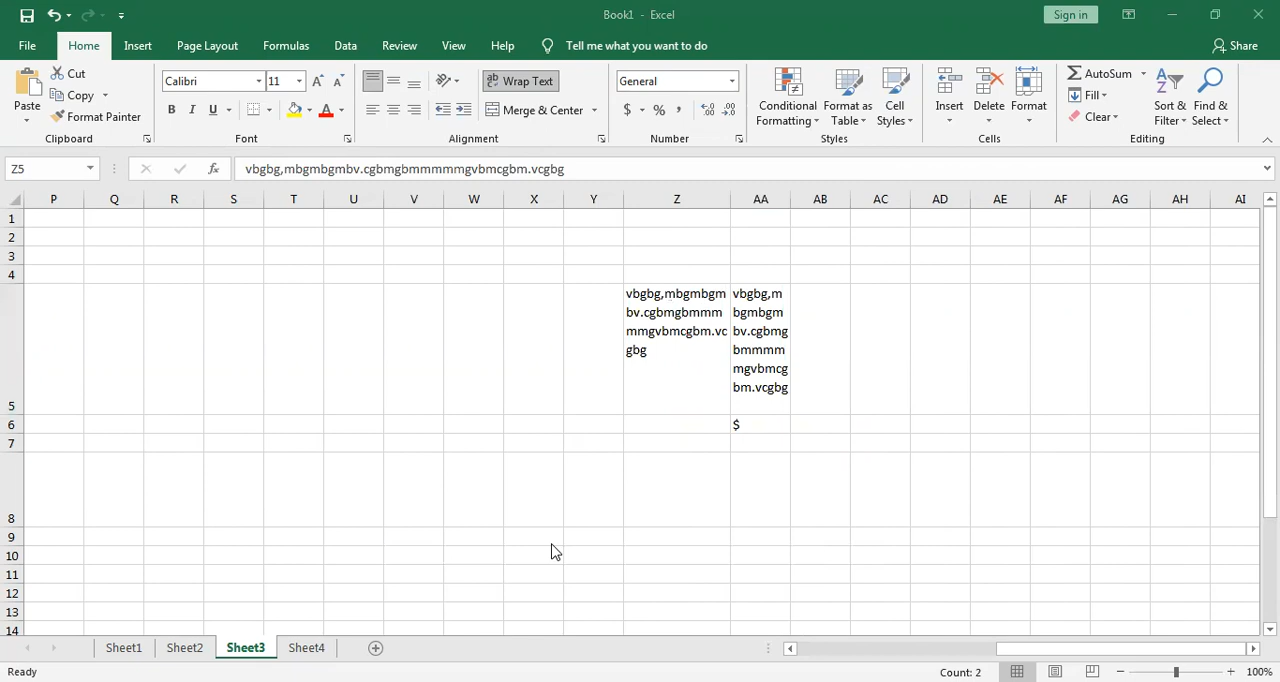 Book1 - Excel
Sign in
File Home Insert Page Layout Formulas Data Review View Help Tell me what you want to do Share
Paste
Cut
Copy
Format Painter
Clipboard
Calibri 11
B I U
Font
Wrap Text
Merge & Center
Alignment
General
$ % ,
Number
Conditional Formatting
Format as Table
Cell Styles
Styles
Insert Delete Format
Cells
AutoSum
Fill
Clear
Sort & Filter
Find & Select
Editing
Z5 fx vbgbg,mbgmbgmbv.cgbmgbmmmmmgvbmcgbm.vcgbg
P Q R S T U V W X Y Z AA AB AC AD AE AF AG AH AI
1
2
3
4
vbgbg,mbgmbgm
bv.cgbmgbmmm
mmgvbmcgbm.vc
gbg
vbgbg,m
bgmbgm
bv.cgbmg
bmmmm
mgvbmcg
bm.vcgbg
5
6 $
7
8
9
10
11
12
13
14
Sheet1 Sheet2 Sheet3 Sheet4
Ready Count: 2 100%